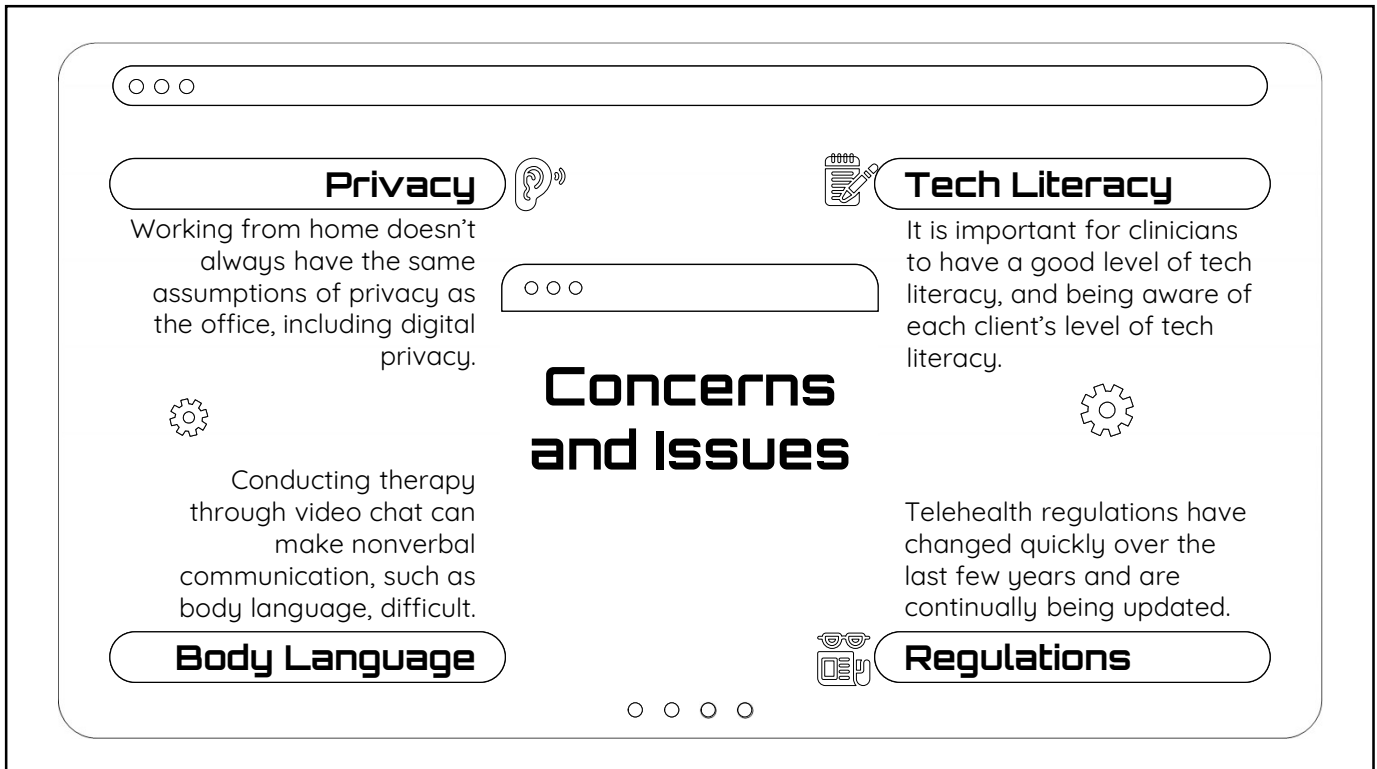 Privacy
Working from home doesn’t
always have the same
assumptions of privacy as
the office, including digital
privacy.
Tech Literacy
It is important for clinicians
to have a good level of tech
literacy, and being aware of
each client’s level of tech
literacy.
Concerns
and Issues
Conducting therapy
through video chat can
make nonverbal
communication, such as
body language, difficult.
Body Language
Telehealth regulations have
changed quickly over the
last few years and are
continually being updated.
Regulations